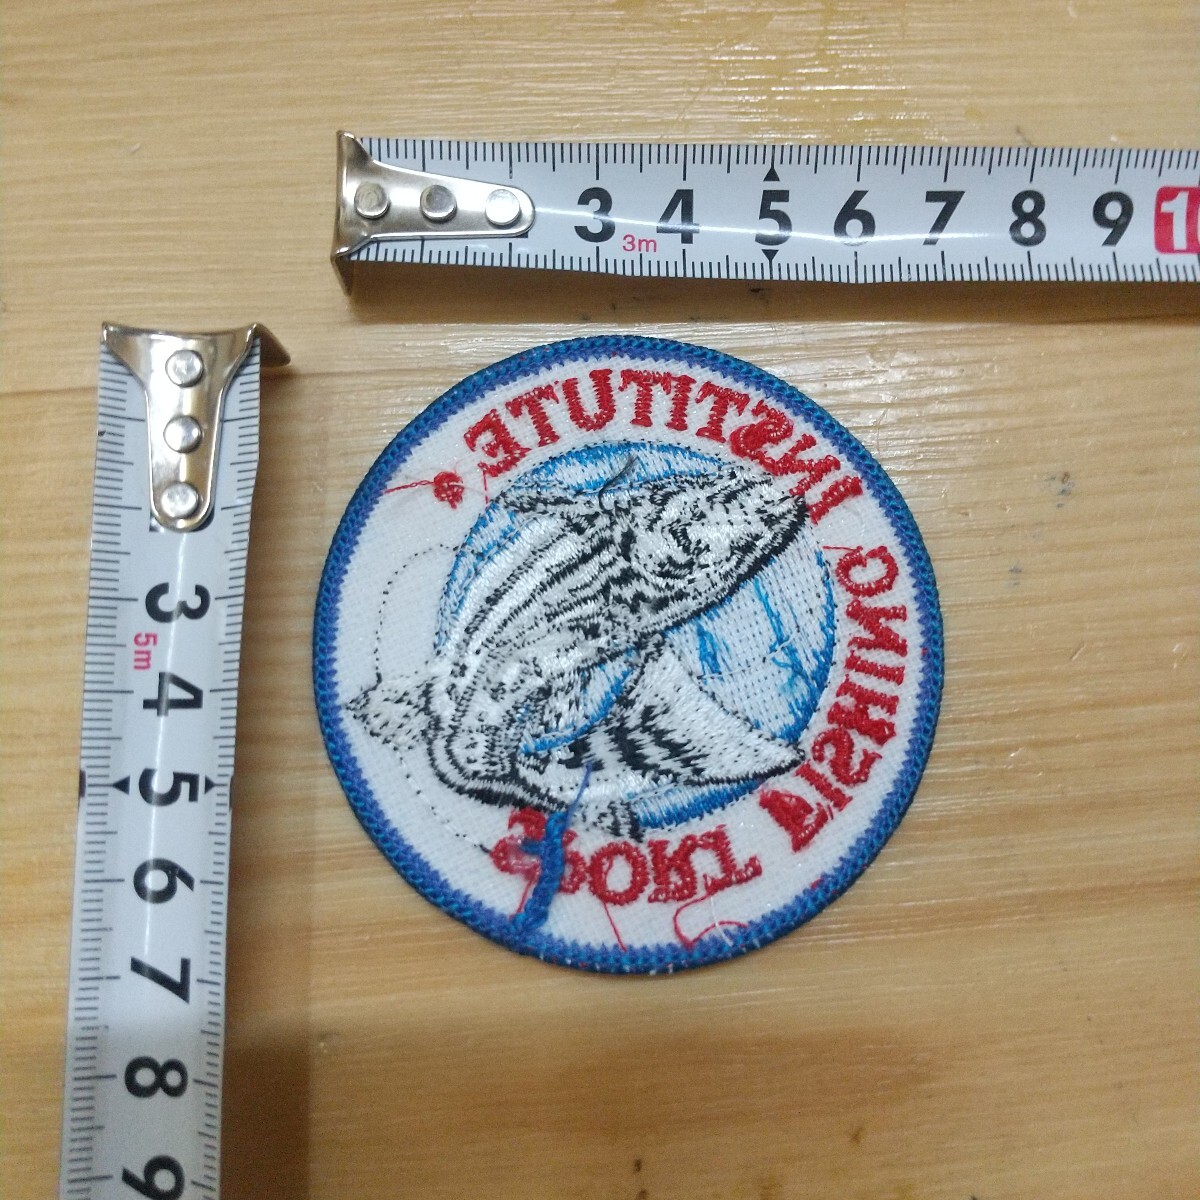 3 4 5 6 7 8 9 1
3m
3 4 5 6 7 8 9
5m
SPORT FISHING INSTITUTE